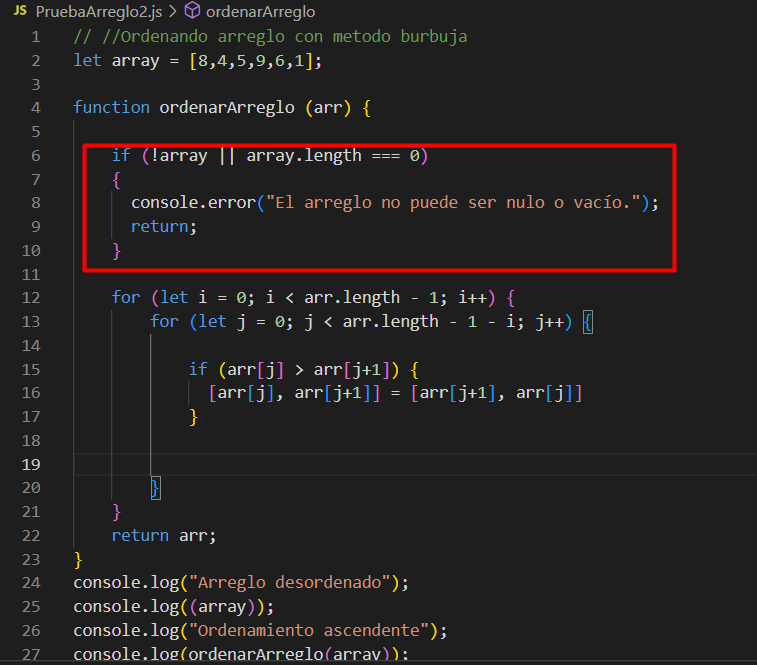 JS PruebaArreglo2.js > ordenarArreglo
1 // //Ordenando arreglo con metodo burbuja
2 let array = [8,4,5,9,6,1];
3
4 function ordenarArreglo (arr) {
5
6 if (!array || array.length === 0)
7 {
8 console.error("El arreglo no puede ser nulo o vacío.");
9 return;
10 }
11
12 for (let i = 0; i < arr.length - 1; i++) {
13 for (let j = 0; j < arr.length - 1 - i; j++) {
14
15 if (arr[j] > arr[j+1]) {
16 [arr[j], arr[j+1]] = [arr[j+1], arr[j]]
17 }
18
19
20 }
21 }
22 return arr;
23 }
24 console.log("Arreglo desordenado");
25 console.log((array));
26 console.log("Ordenamiento ascendente");
27 console.log(ordenarArreglo(array));